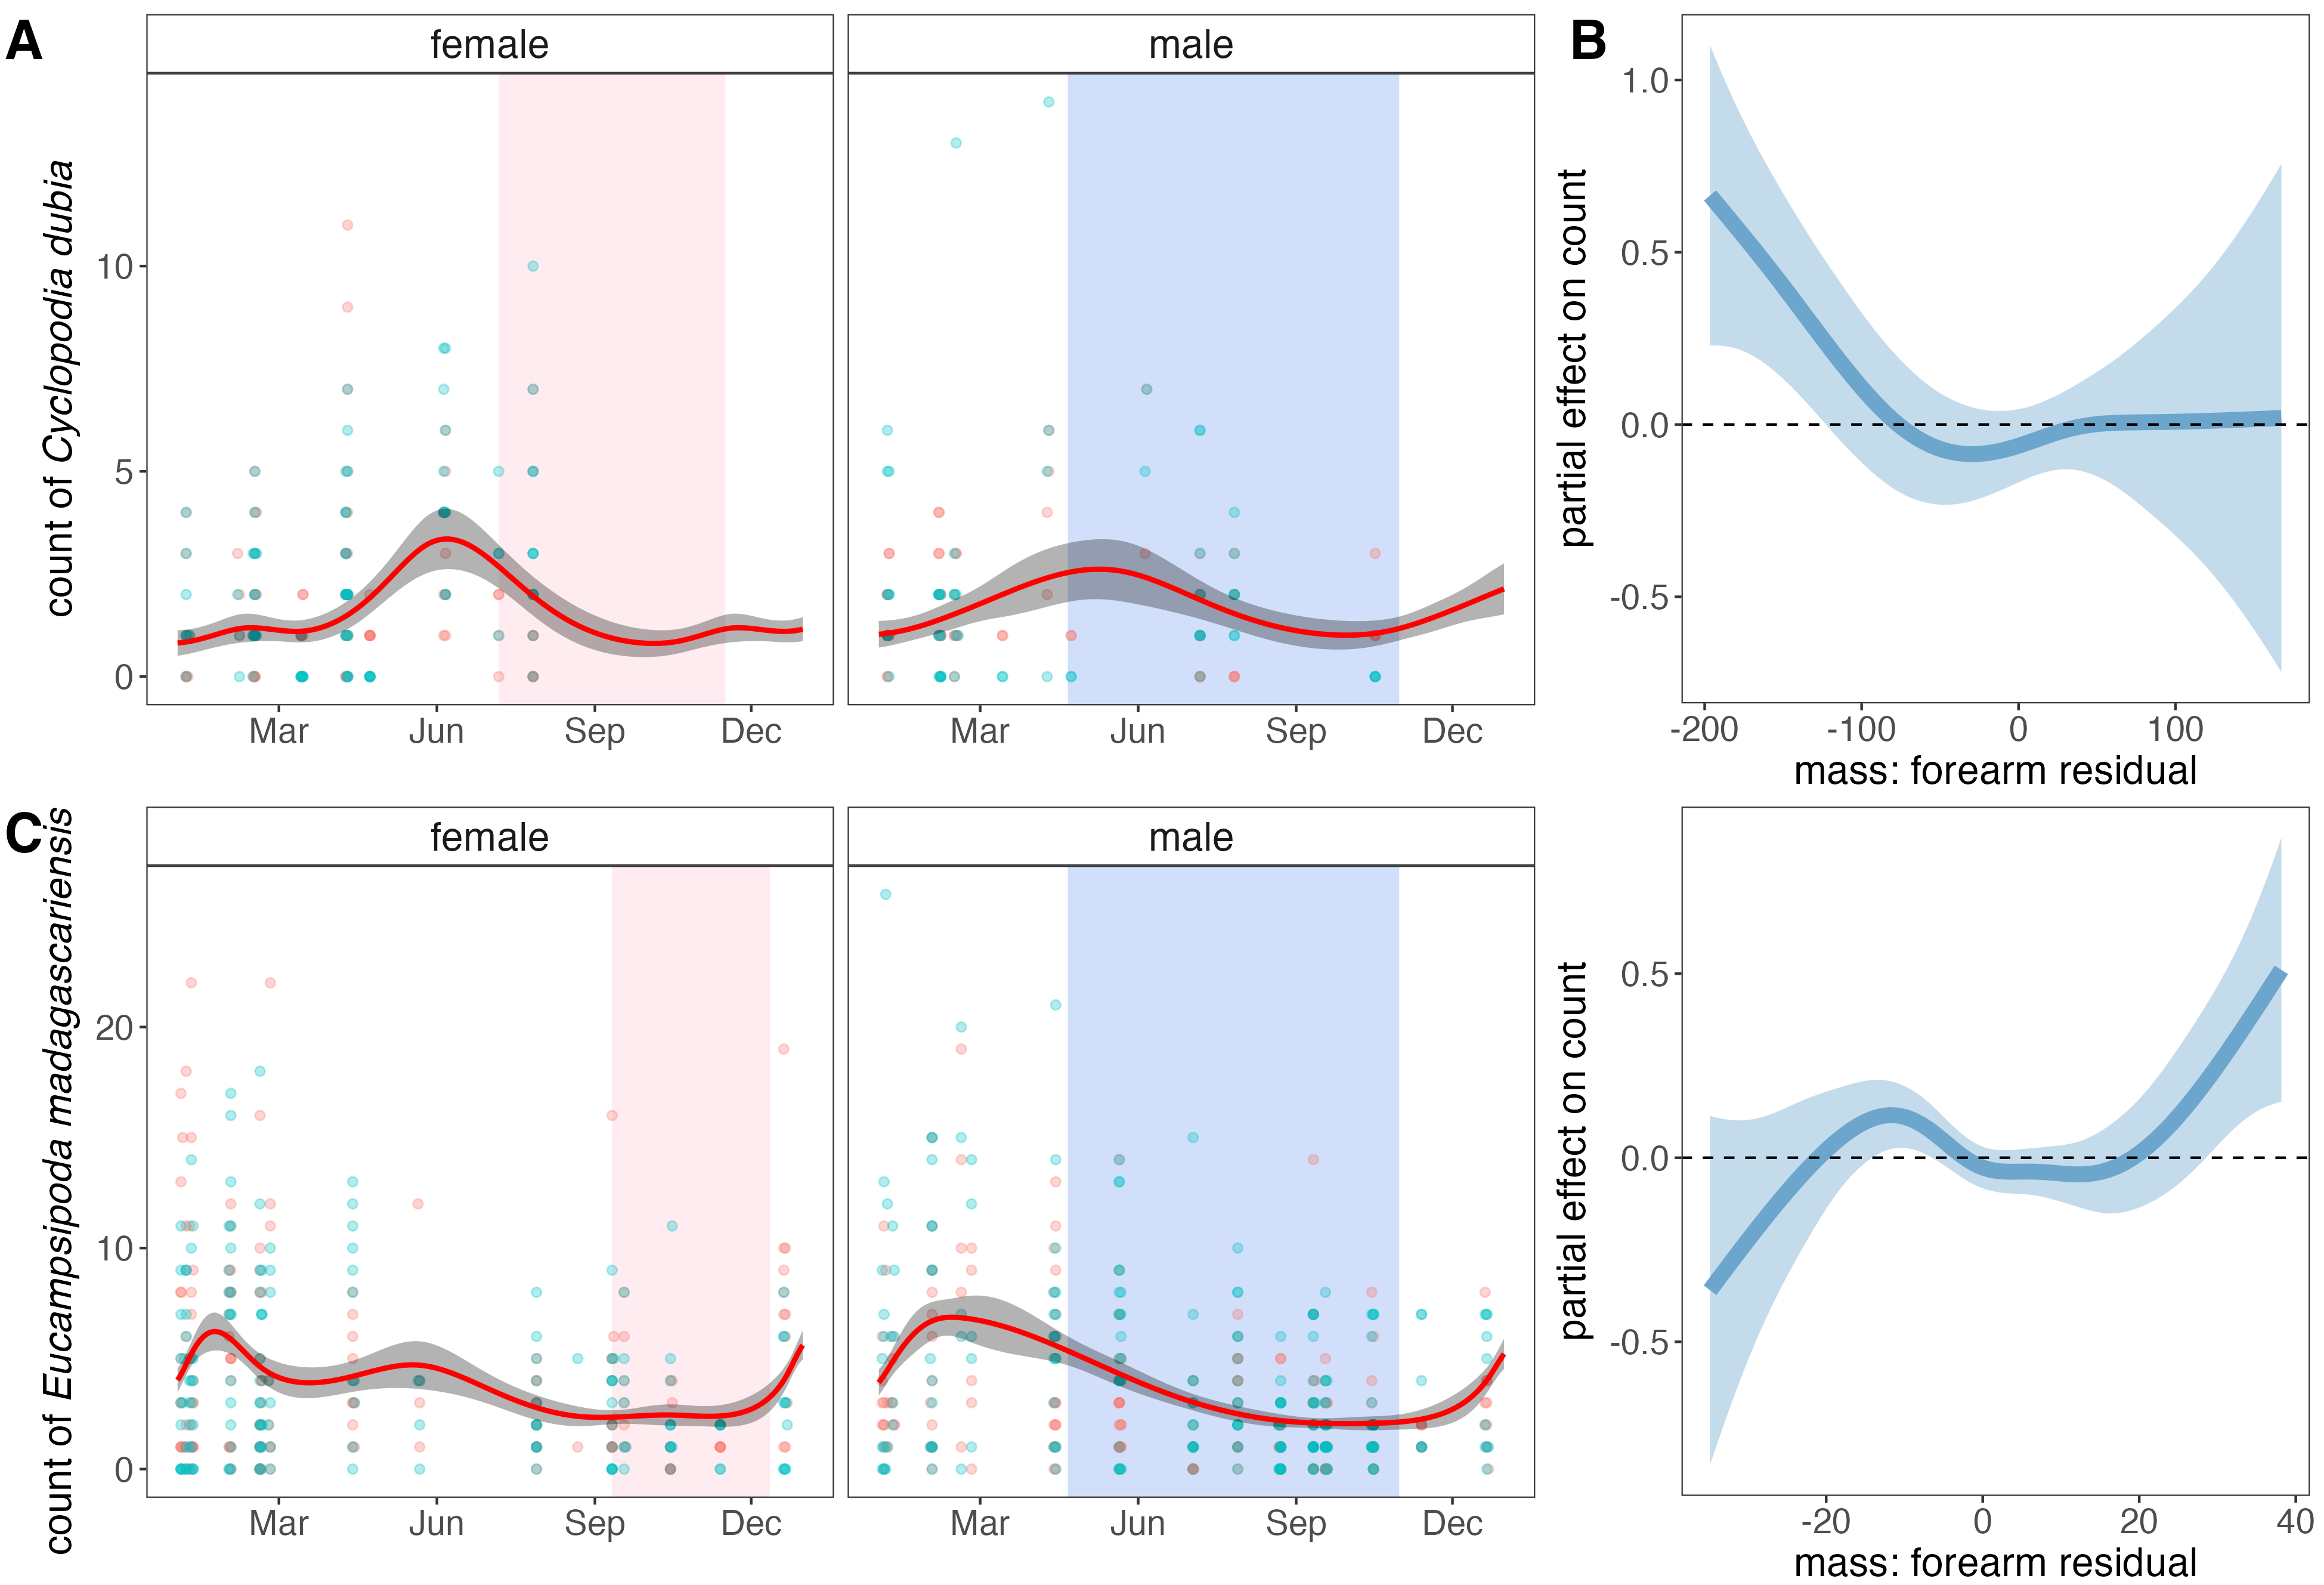 A
female
male
count of Cyclopodia dubia
10
5
0
Mar Jun Sep Dec
Mar Jun Sep Dec
B
partial effect on count
1.0
0.5
0.0
-0.5
-200 -100 0 100
mass: forearm residual
C
female
male
count of Eucampsipoda madagascariensis
20
10
0
Mar Jun Sep Dec
Mar Jun Sep Dec
partial effect on count
0.5
0.0
-0.5
-20 0 20 40
mass: forearm residual